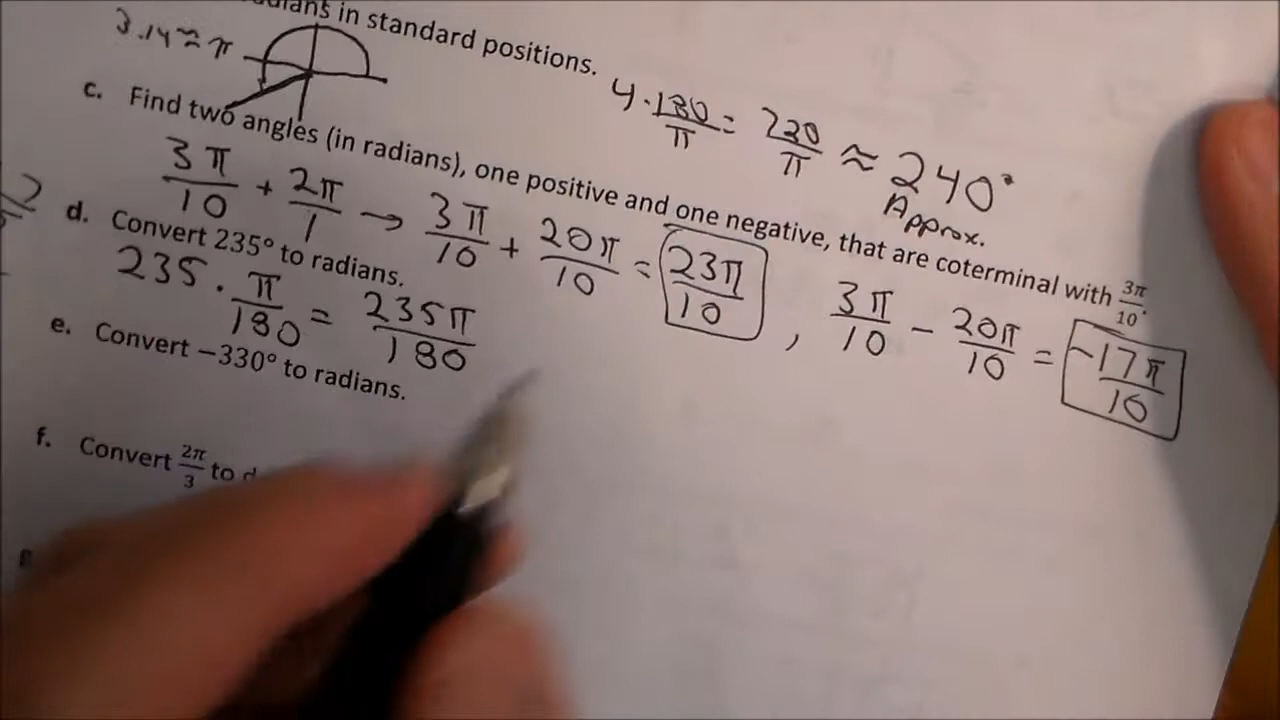 radians in standard positions.
3.14≈π
4 · 180/π = 720/π ≈ 240°
Approx.
c. Find two angles (in radians), one positive and one negative, that are coterminal with 3π/10.
3π/10 + 2π/1 → 3π/10 + 20π/10 = 23π/10 , 3π/10 − 20π/10 = −17π/10
d. Convert 235° to radians.
235 · π/180 = 235π/180
e. Convert −330° to radians.
f. Convert 2π/3 to